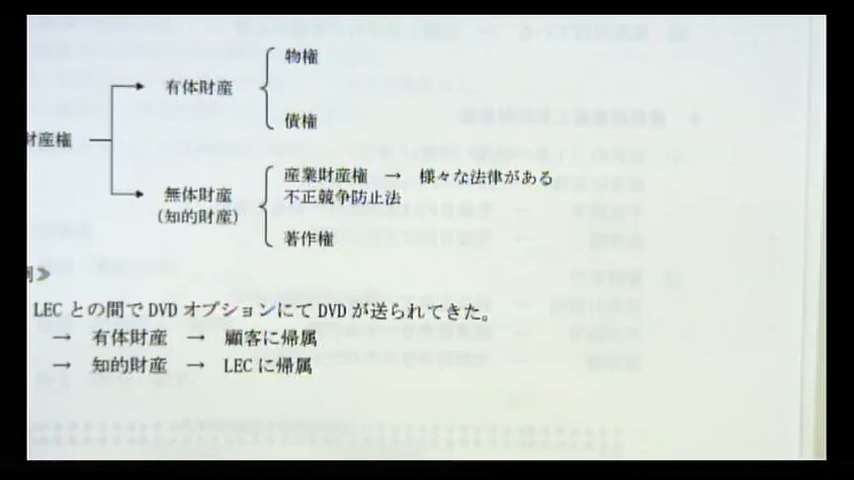 物権
有体財産
債権
財産権
産業財産権 → 様々な法律がある
無体財産
不正競争防止法
(知的財産)
著作権
例≫
LEC との間で DVD オプションにて DVD が送られてきた。
→ 有体財産 → 顧客に帰属
→ 知的財産 → LEC に帰属